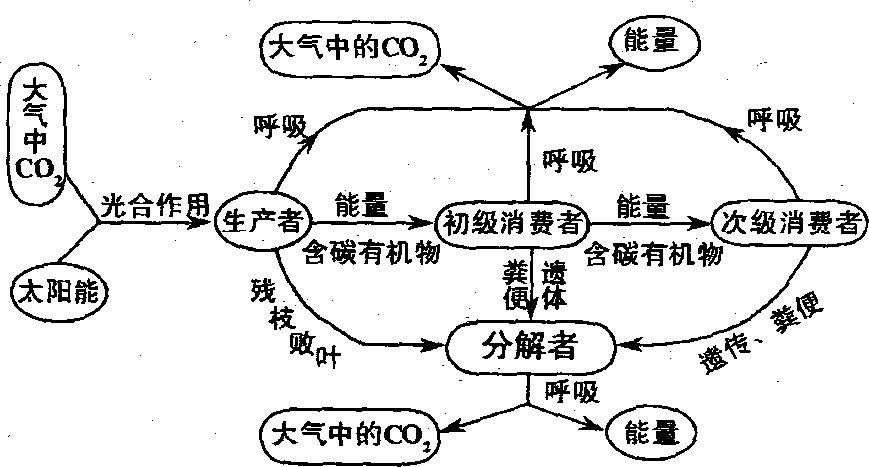 大气中的CO2
能量
大气中CO2
呼吸
呼吸
呼吸
光合作用
生产者
能量
含碳有机物
初级消费者
能量
含碳有机物
次级消费者
太阳能
残枝败叶
粪便
遗体
遗传、粪便
分解者
呼吸
大气中的CO2
能量